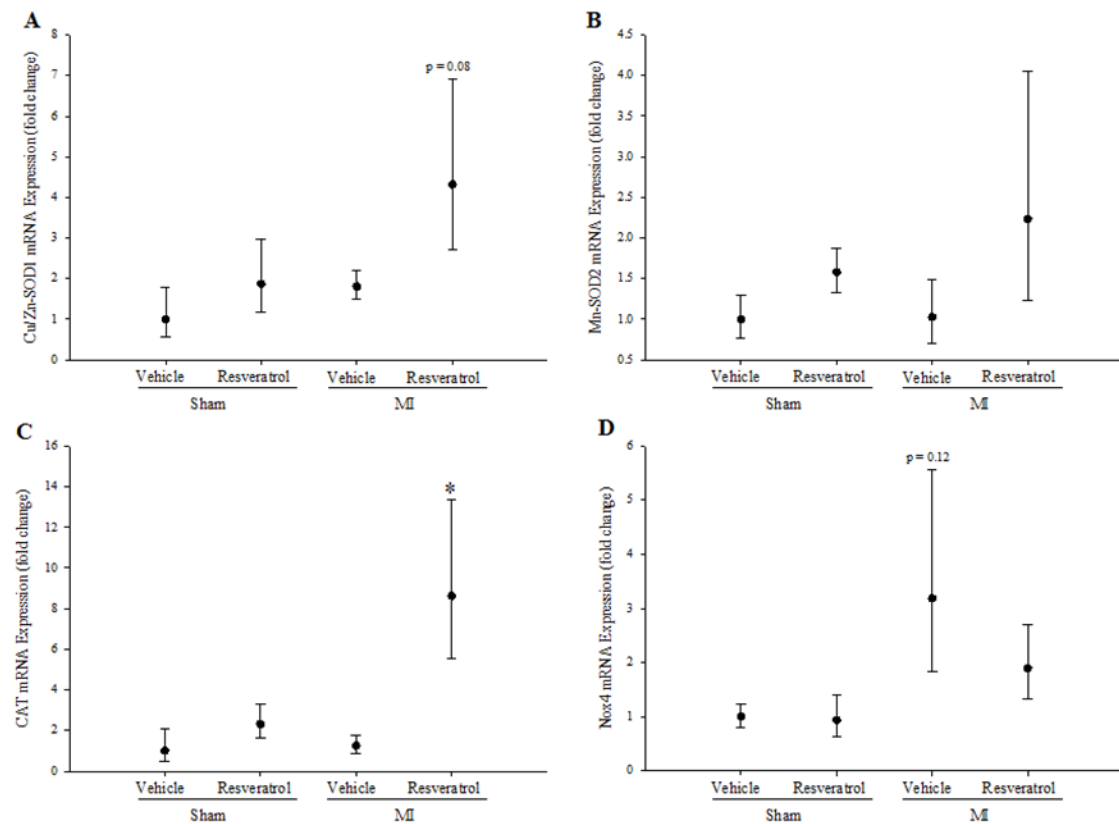 A
Cu/Zn-SOD1 mRNA Expression (fold change)
8
7
6
5
4
3
2
1
0
p = 0.08
Vehicle Resveratrol Vehicle Resveratrol
Sham MI
B
Mn-SOD2 mRNA Expression (fold change)
4.5
4.0
3.5
3.0
2.5
2.0
1.5
1.0
0.5
Vehicle Resveratrol Vehicle Resveratrol
Sham MI
C
CAT mRNA Expression (fold change)
16
14
12
10
8
6
4
2
0
*
Vehicle Resveratrol Vehicle Resveratrol
Sham MI
D
Nox4 mRNA Expression (fold change)
6
5
4
3
2
1
0
p = 0.12
Vehicle Resveratrol Vehicle Resveratrol
Sham MI